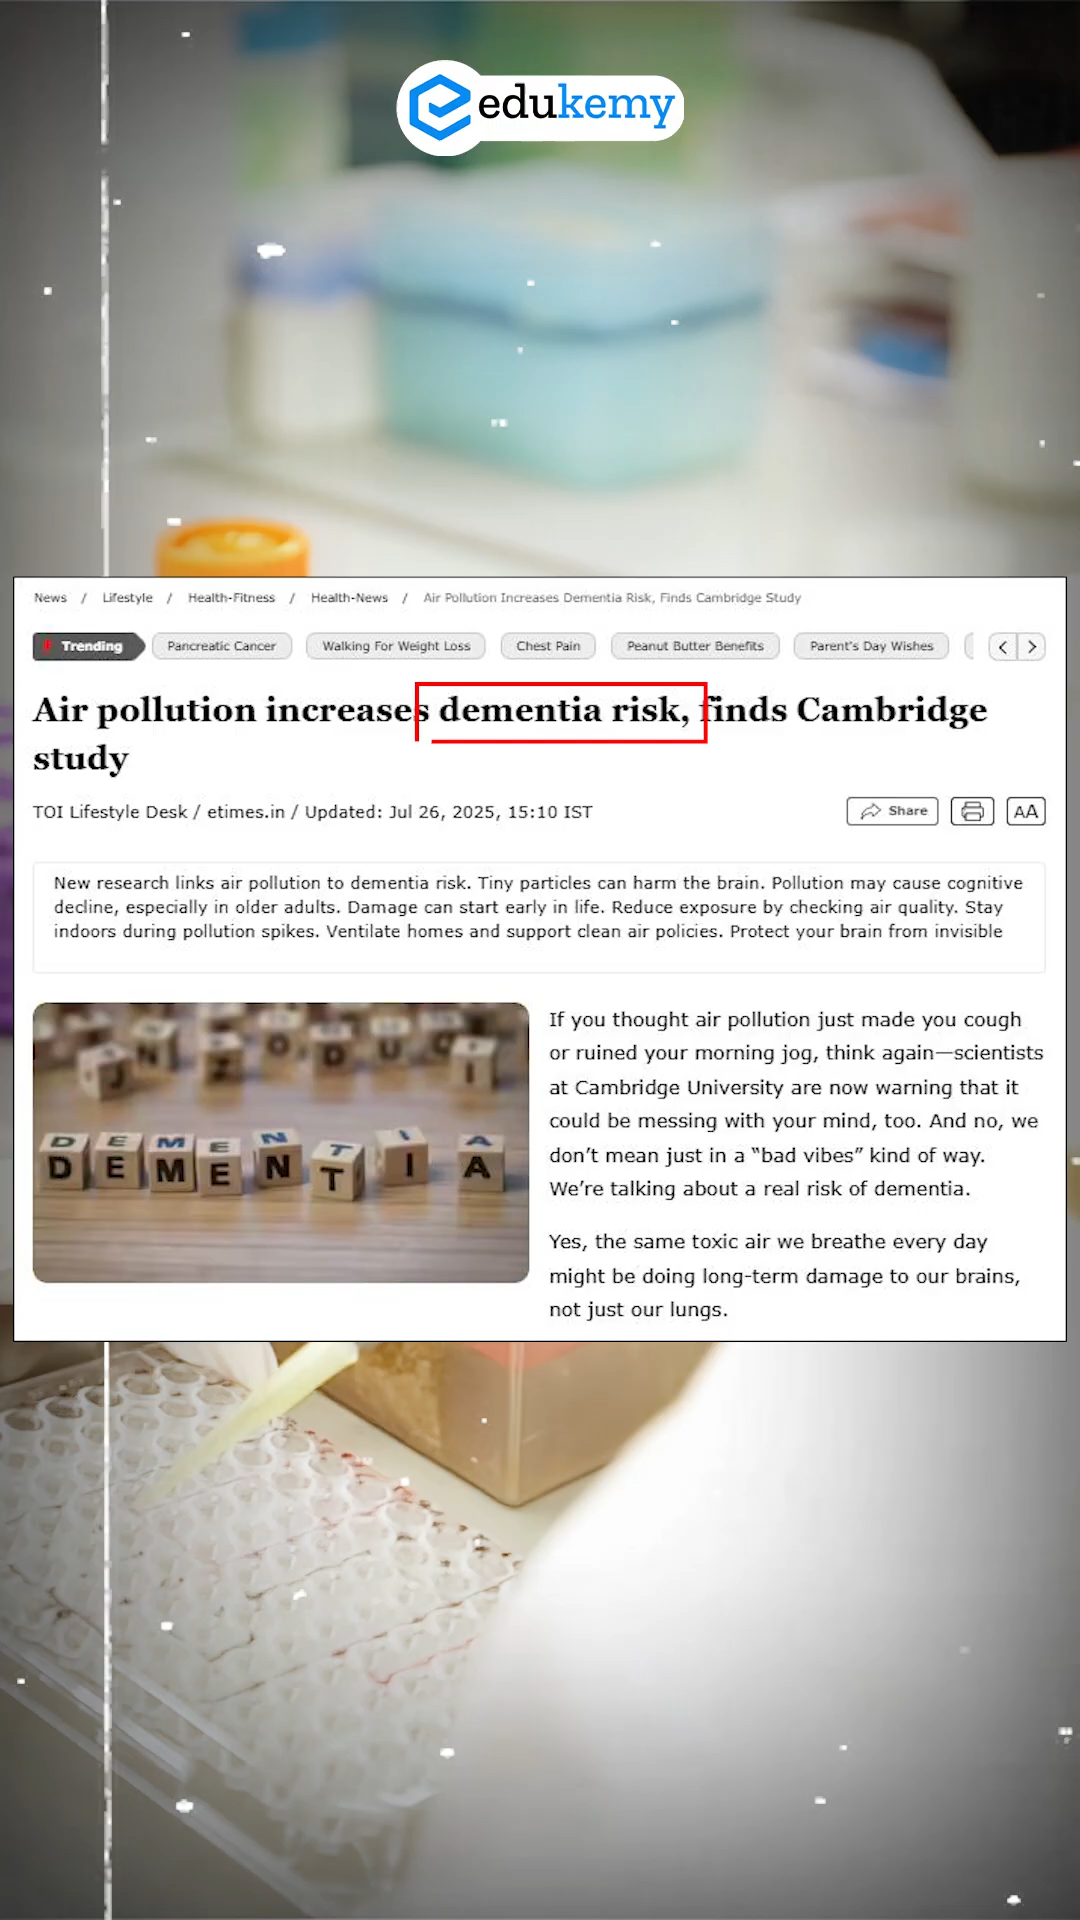 edukemy
News / Lifestyle / Health-Fitness / Health-News / Air Pollution Increases Dementia Risk, Finds Cambridge Study
Trending Pancreatic Cancer Walking For Weight Loss Chest Pain Peanut Butter Benefits Parent's Day Wishes
Air pollution increases dementia risk, finds Cambridge
study
TOI Lifestyle Desk / etimes.in / Updated: Jul 26, 2025, 15:10 IST
Share AA
New research links air pollution to dementia risk. Tiny particles can harm the brain. Pollution may cause cognitive
decline, especially in older adults. Damage can start early in life. Reduce exposure by checking air quality. Stay
indoors during pollution spikes. Ventilate homes and support clean air policies. Protect your brain from invisible
DEMENTIA
DEMENTIA
If you thought air pollution just made you cough
or ruined your morning jog, think again—scientists
at Cambridge University are now warning that it
could be messing with your mind, too. And no, we
don't mean just in a “bad vibes” kind of way.
We're talking about a real risk of dementia.
Yes, the same toxic air we breathe every day
might be doing long-term damage to our brains,
not just our lungs.